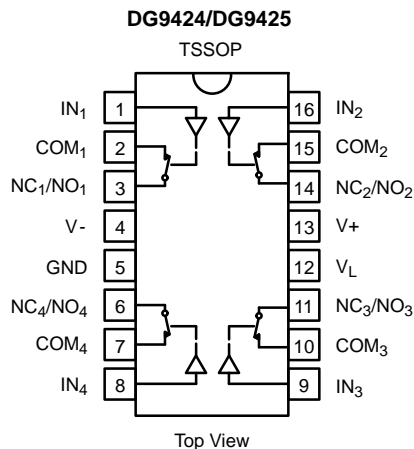 DG9424/DG9425
TSSOP
IN1 1 16 IN2
COM1 2 15 COM2
NC1/NO1 3 14 NC2/NO2
V- 4 13 V+
GND 5 12 VL
NC4/NO4 6 11 NC3/NO3
COM4 7 10 COM3
IN4 8 9 IN3
Top View